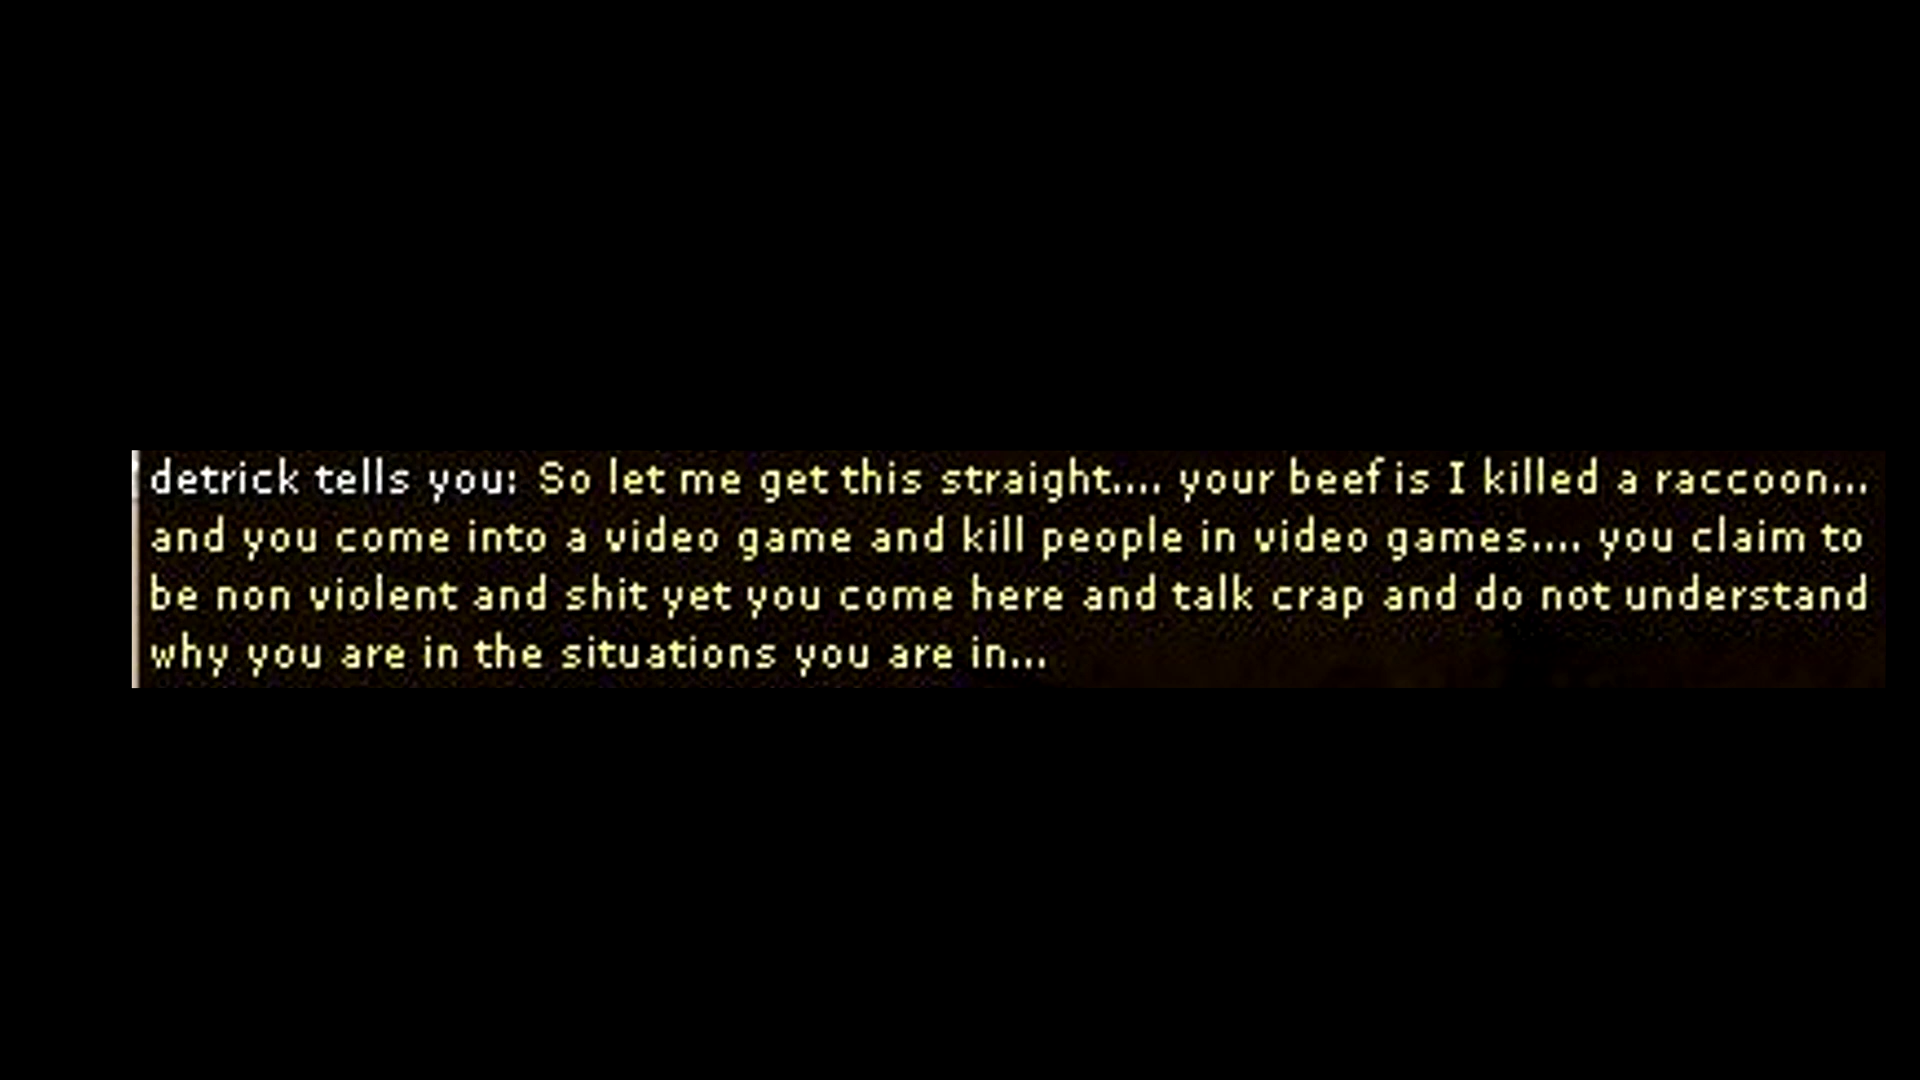 detrick tells you: So let me get this straight.... your beef is I killed a raccoon...
and you come into a video game and kill people in video games.... you claim to
be non violent and shit yet you come here and talk crap and do not understand
why you are in the situations you are in...